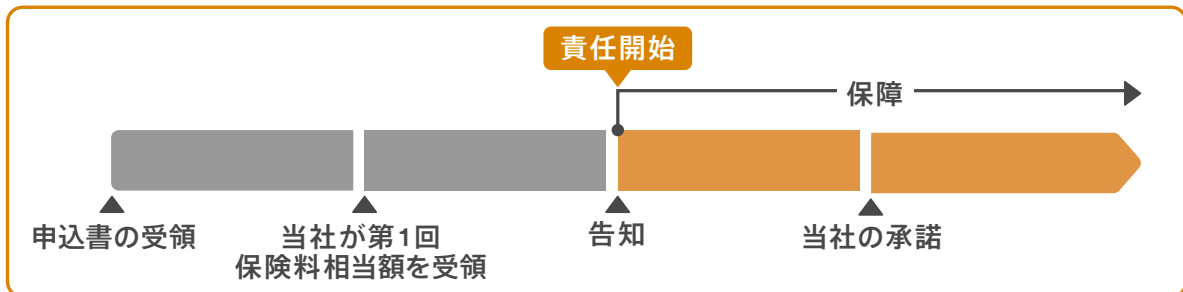 責任開始
保障
申込書の受領
当社が第1回
保険料相当額を受領
告知
当社の承諾